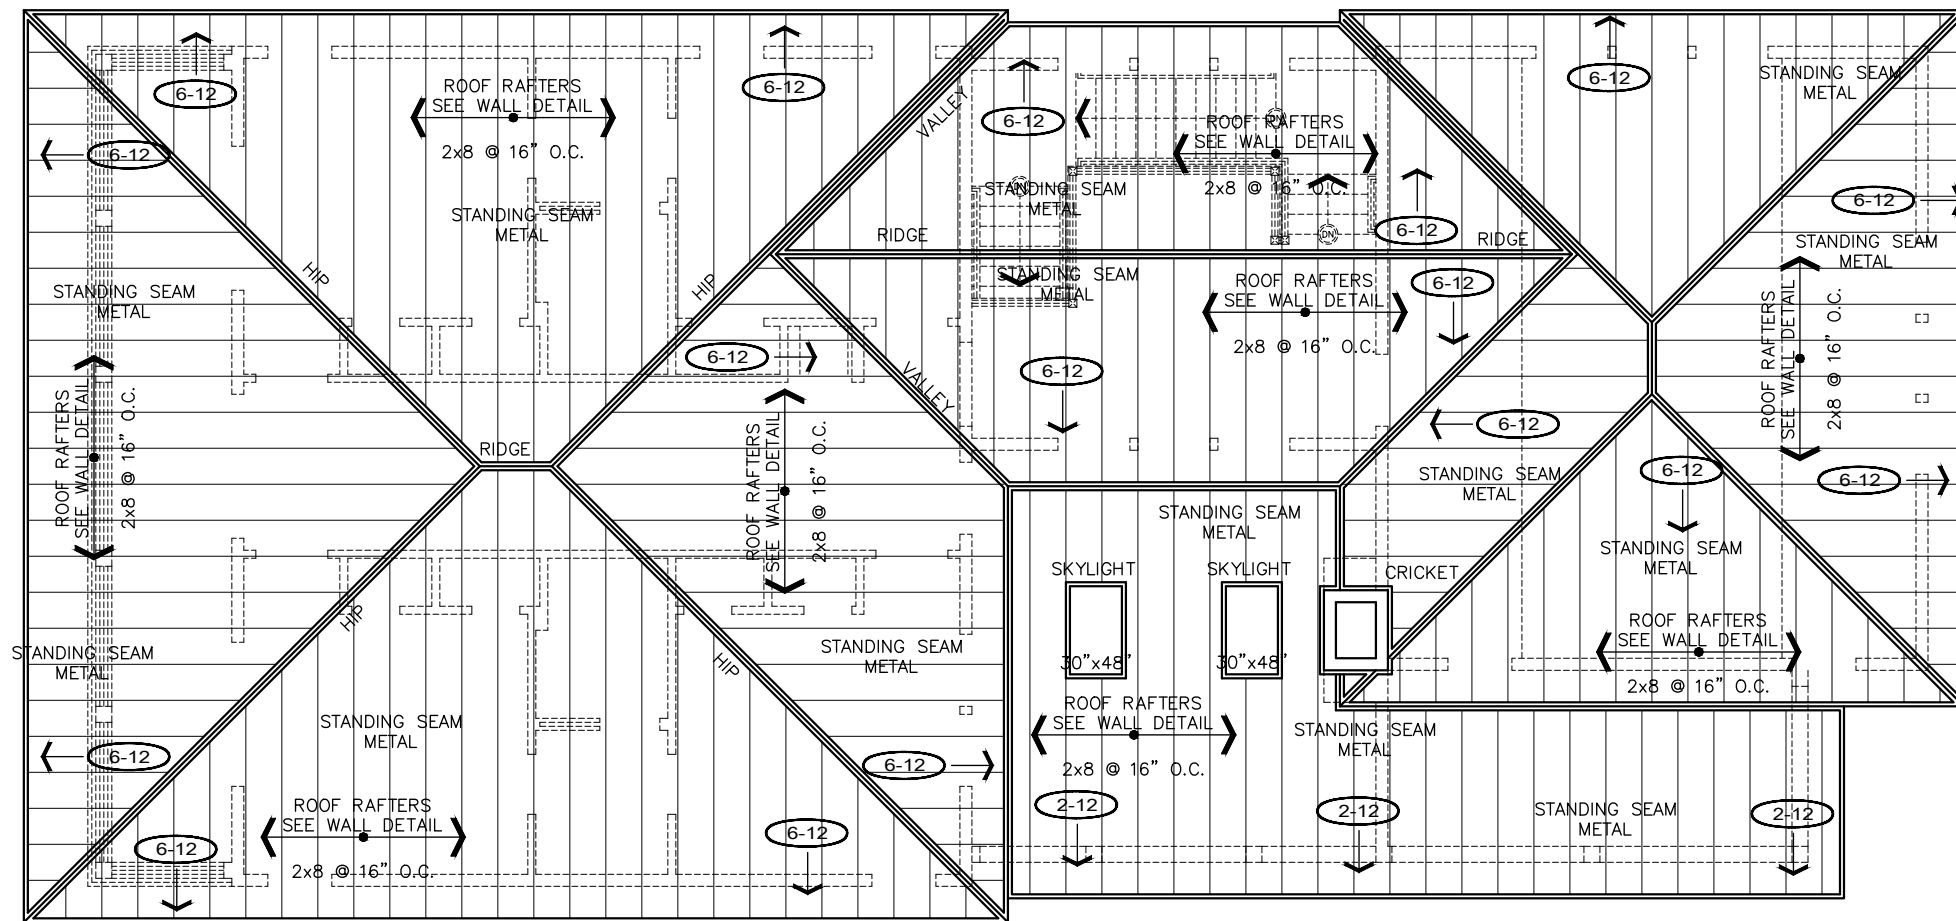 6-12
6-12
ROOF RAFTERS
SEE WALL DETAIL
2x8 @ 16" O.C.
6-12
VALLEY
6-12
DN
ROOF RAFTERS
SEE WALL DETAIL
2x8 @ 16" O.C.
6-12
STANDING SEAM
METAL
6-12
STANDING SEAM
METAL
DN
STANDING SEAM
METAL
DN
6-12
RIDGE
RIDGE
STANDING SEAM
METAL
STANDING SEAM
METAL
HIP
HIP
STANDING SEAM
METAL
ROOF RAFTERS
SEE WALL DETAIL
2x8 @ 16" O.C.
6-12
ROOF RAFTERS
SEE WALL DETAIL
2x8 @ 16" O.C.
6-12
6-12
VALLEY
ROOF RAFTERS
SEE WALL DETAIL
2x8 @ 16" O.C.
RIDGE
ROOF RAFTERS
SEE WALL DETAIL
2x8 @ 16" O.C.
6-12
6-12
6-12
STANDING SEAM
METAL
STANDING SEAM
METAL
STANDING SEAM
METAL
SKYLIGHT
SKYLIGHT
CRICKET
HIP
HIP
STANDING SEAM
METAL
STANDING SEAM
METAL
30"x48"
30"x48"
ROOF RAFTERS
SEE WALL DETAIL
2x8 @ 16" O.C.
STANDING SEAM
METAL
ROOF RAFTERS
SEE WALL DETAIL
2x8 @ 16" O.C.
STANDING SEAM
METAL
6-12
6-12
ROOF RAFTERS
SEE WALL DETAIL
2x8 @ 16" O.C.
6-12
6-12
2-12
2-12
STANDING SEAM
METAL
2-12